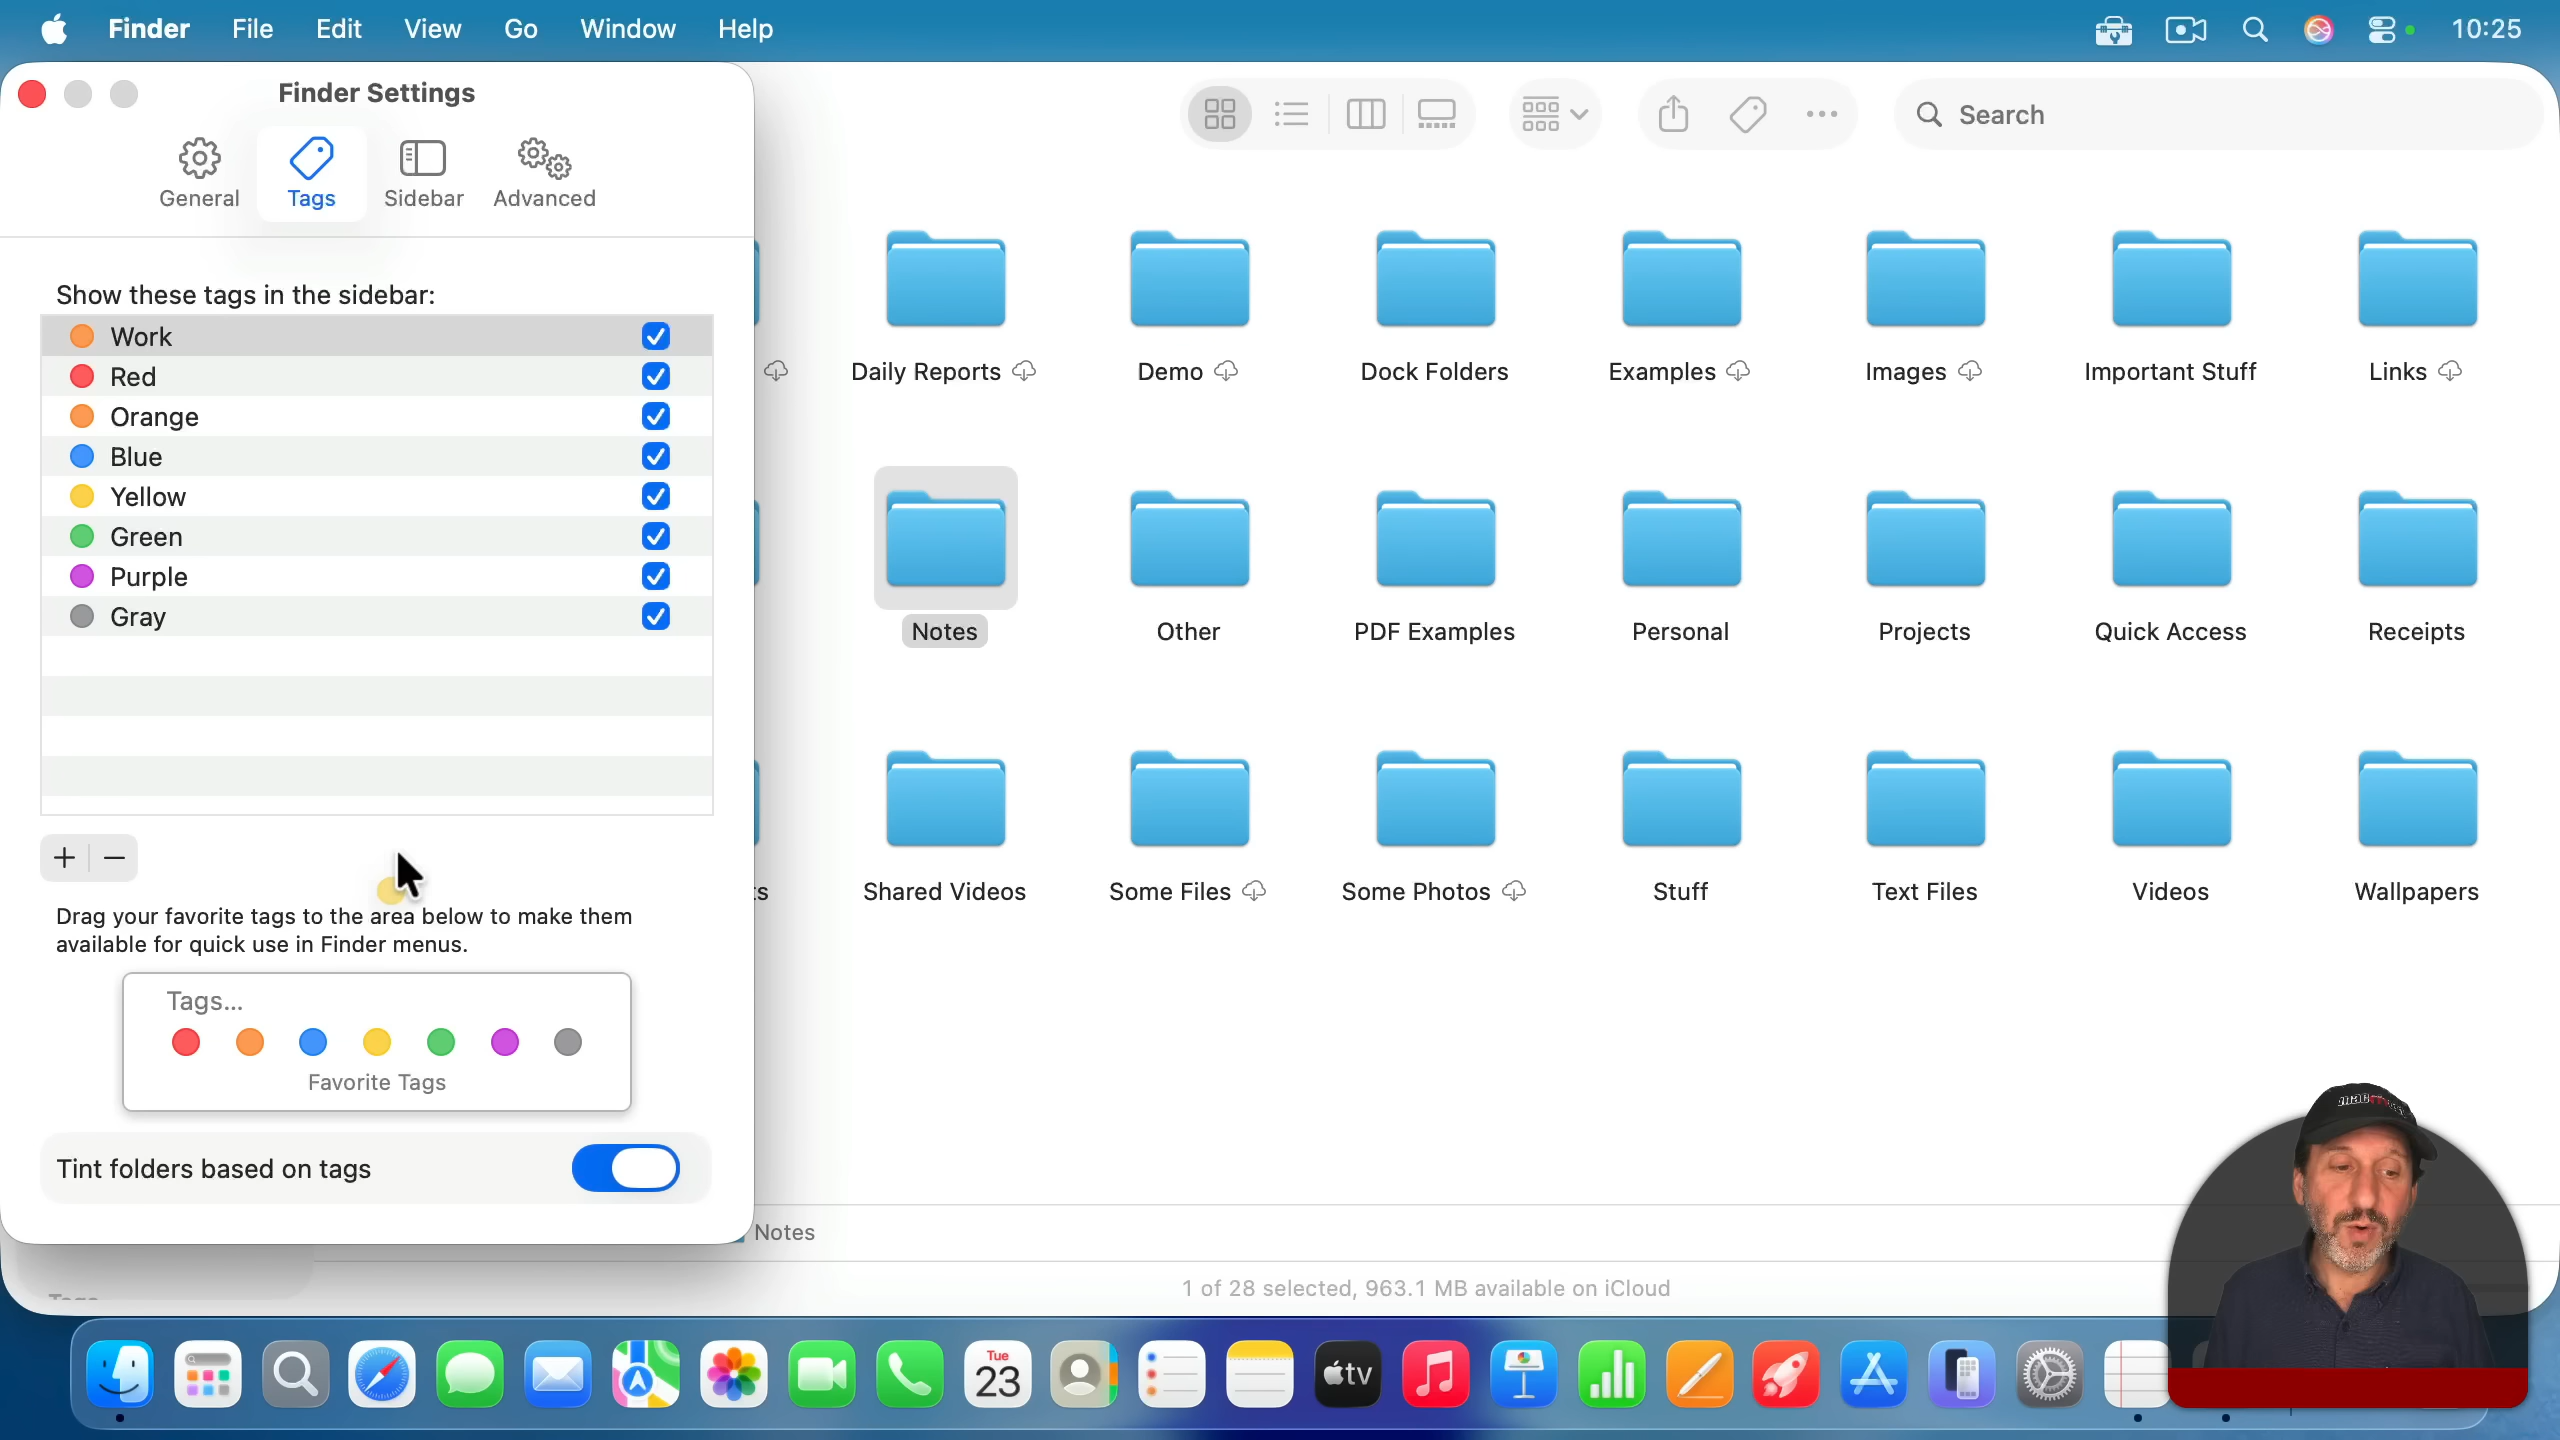 Finder File Edit View Go Window Help 10:25
Finder Settings
General Tags Sidebar Advanced
Search
Show these tags in the sidebar:
Work
Red
Orange
Blue
Yellow
Green
Purple
Gray
+ −
Drag your favorite tags to the area below to make them
available for quick use in Finder menus.
Tags...
Favorite Tags
Tint folders based on tags
Daily Reports Demo Dock Folders Examples Images Important Stuff Links
Notes Other PDF Examples Personal Projects Quick Access Receipts
ts Shared Videos Some Files Some Photos Stuff Text Files Videos Wallpapers
Notes
1 of 28 selected, 963.1 MB available on iCloud
Tue
23
tv